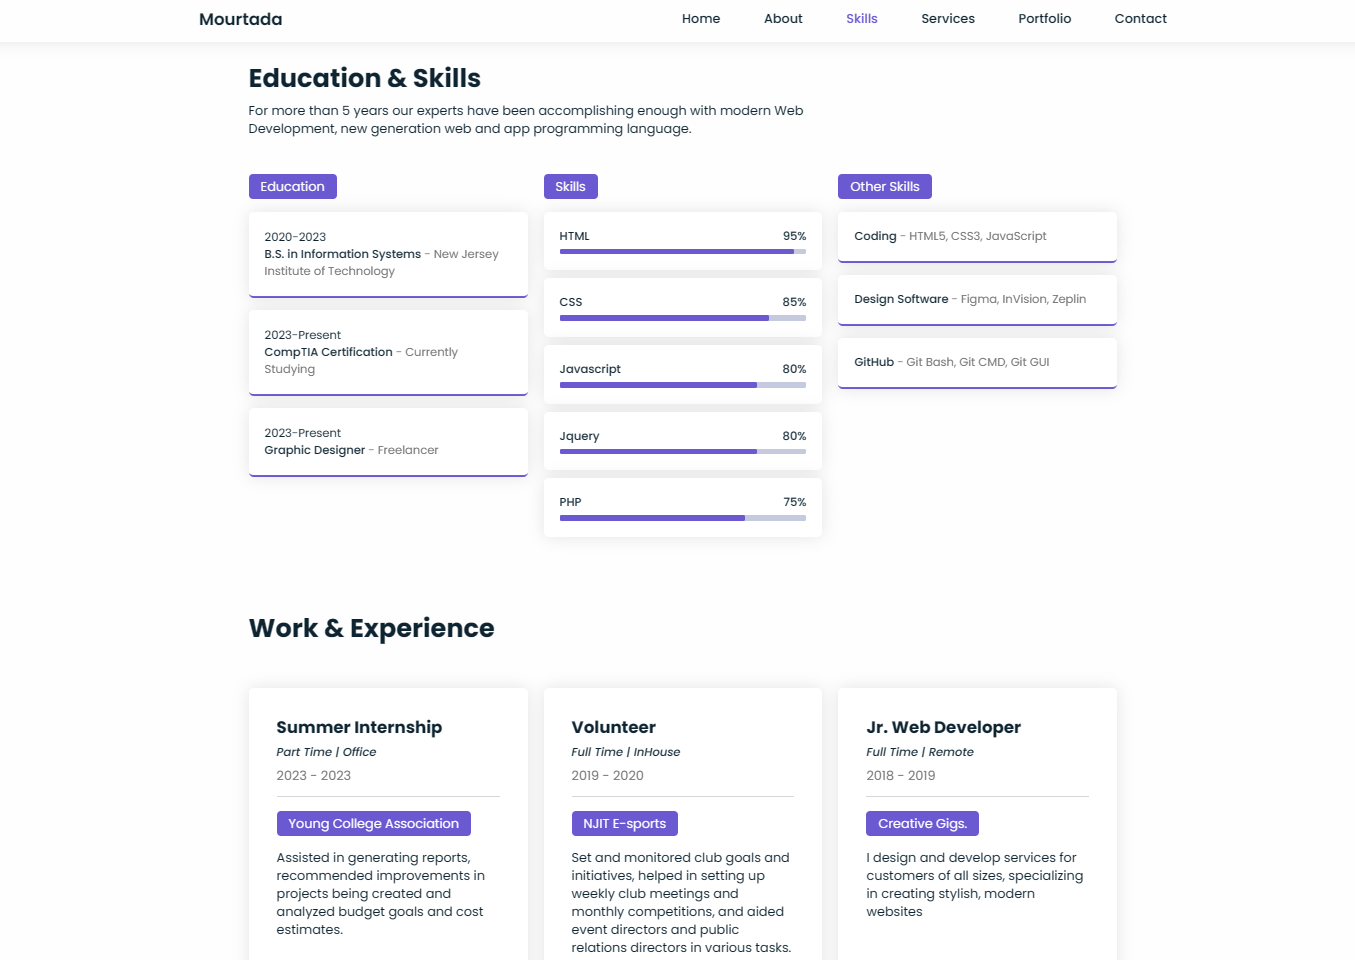 Mourtada
Home About Skills Services Portfolio Contact
Education & Skills
For more than 5 years our experts have been accomplishing enough with modern Web
Development, new generation web and app programming language.
Education
2020-2023
B.S. in Information Systems - New Jersey
Institute of Technology
2023-Present
CompTIA Certification - Currently
Studying
2023-Present
Graphic Designer - Freelancer
Skills
HTML 95%
CSS 85%
Javascript 80%
Jquery 80%
PHP 75%
Other Skills
Coding - HTML5, CSS3, JavaScript
Design Software - Figma, InVision, Zeplin
GitHub - Git Bash, Git CMD, Git GUI
Work & Experience
Summer Internship
Part Time | Office
2023 - 2023
Young College Association
Assisted in generating reports,
recommended improvements in
projects being created and
analyzed budget goals and cost
estimates.
Volunteer
Full Time | InHouse
2019 - 2020
NJIT E-sports
Set and monitored club goals and
initiatives, helped in setting up
weekly club meetings and
monthly competitions, and aided
event directors and public
relations directors in various tasks.
Jr. Web Developer
Full Time | Remote
2018 - 2019
Creative Gigs.
I design and develop services for
customers of all sizes, specializing
in creating stylish, modern
websites